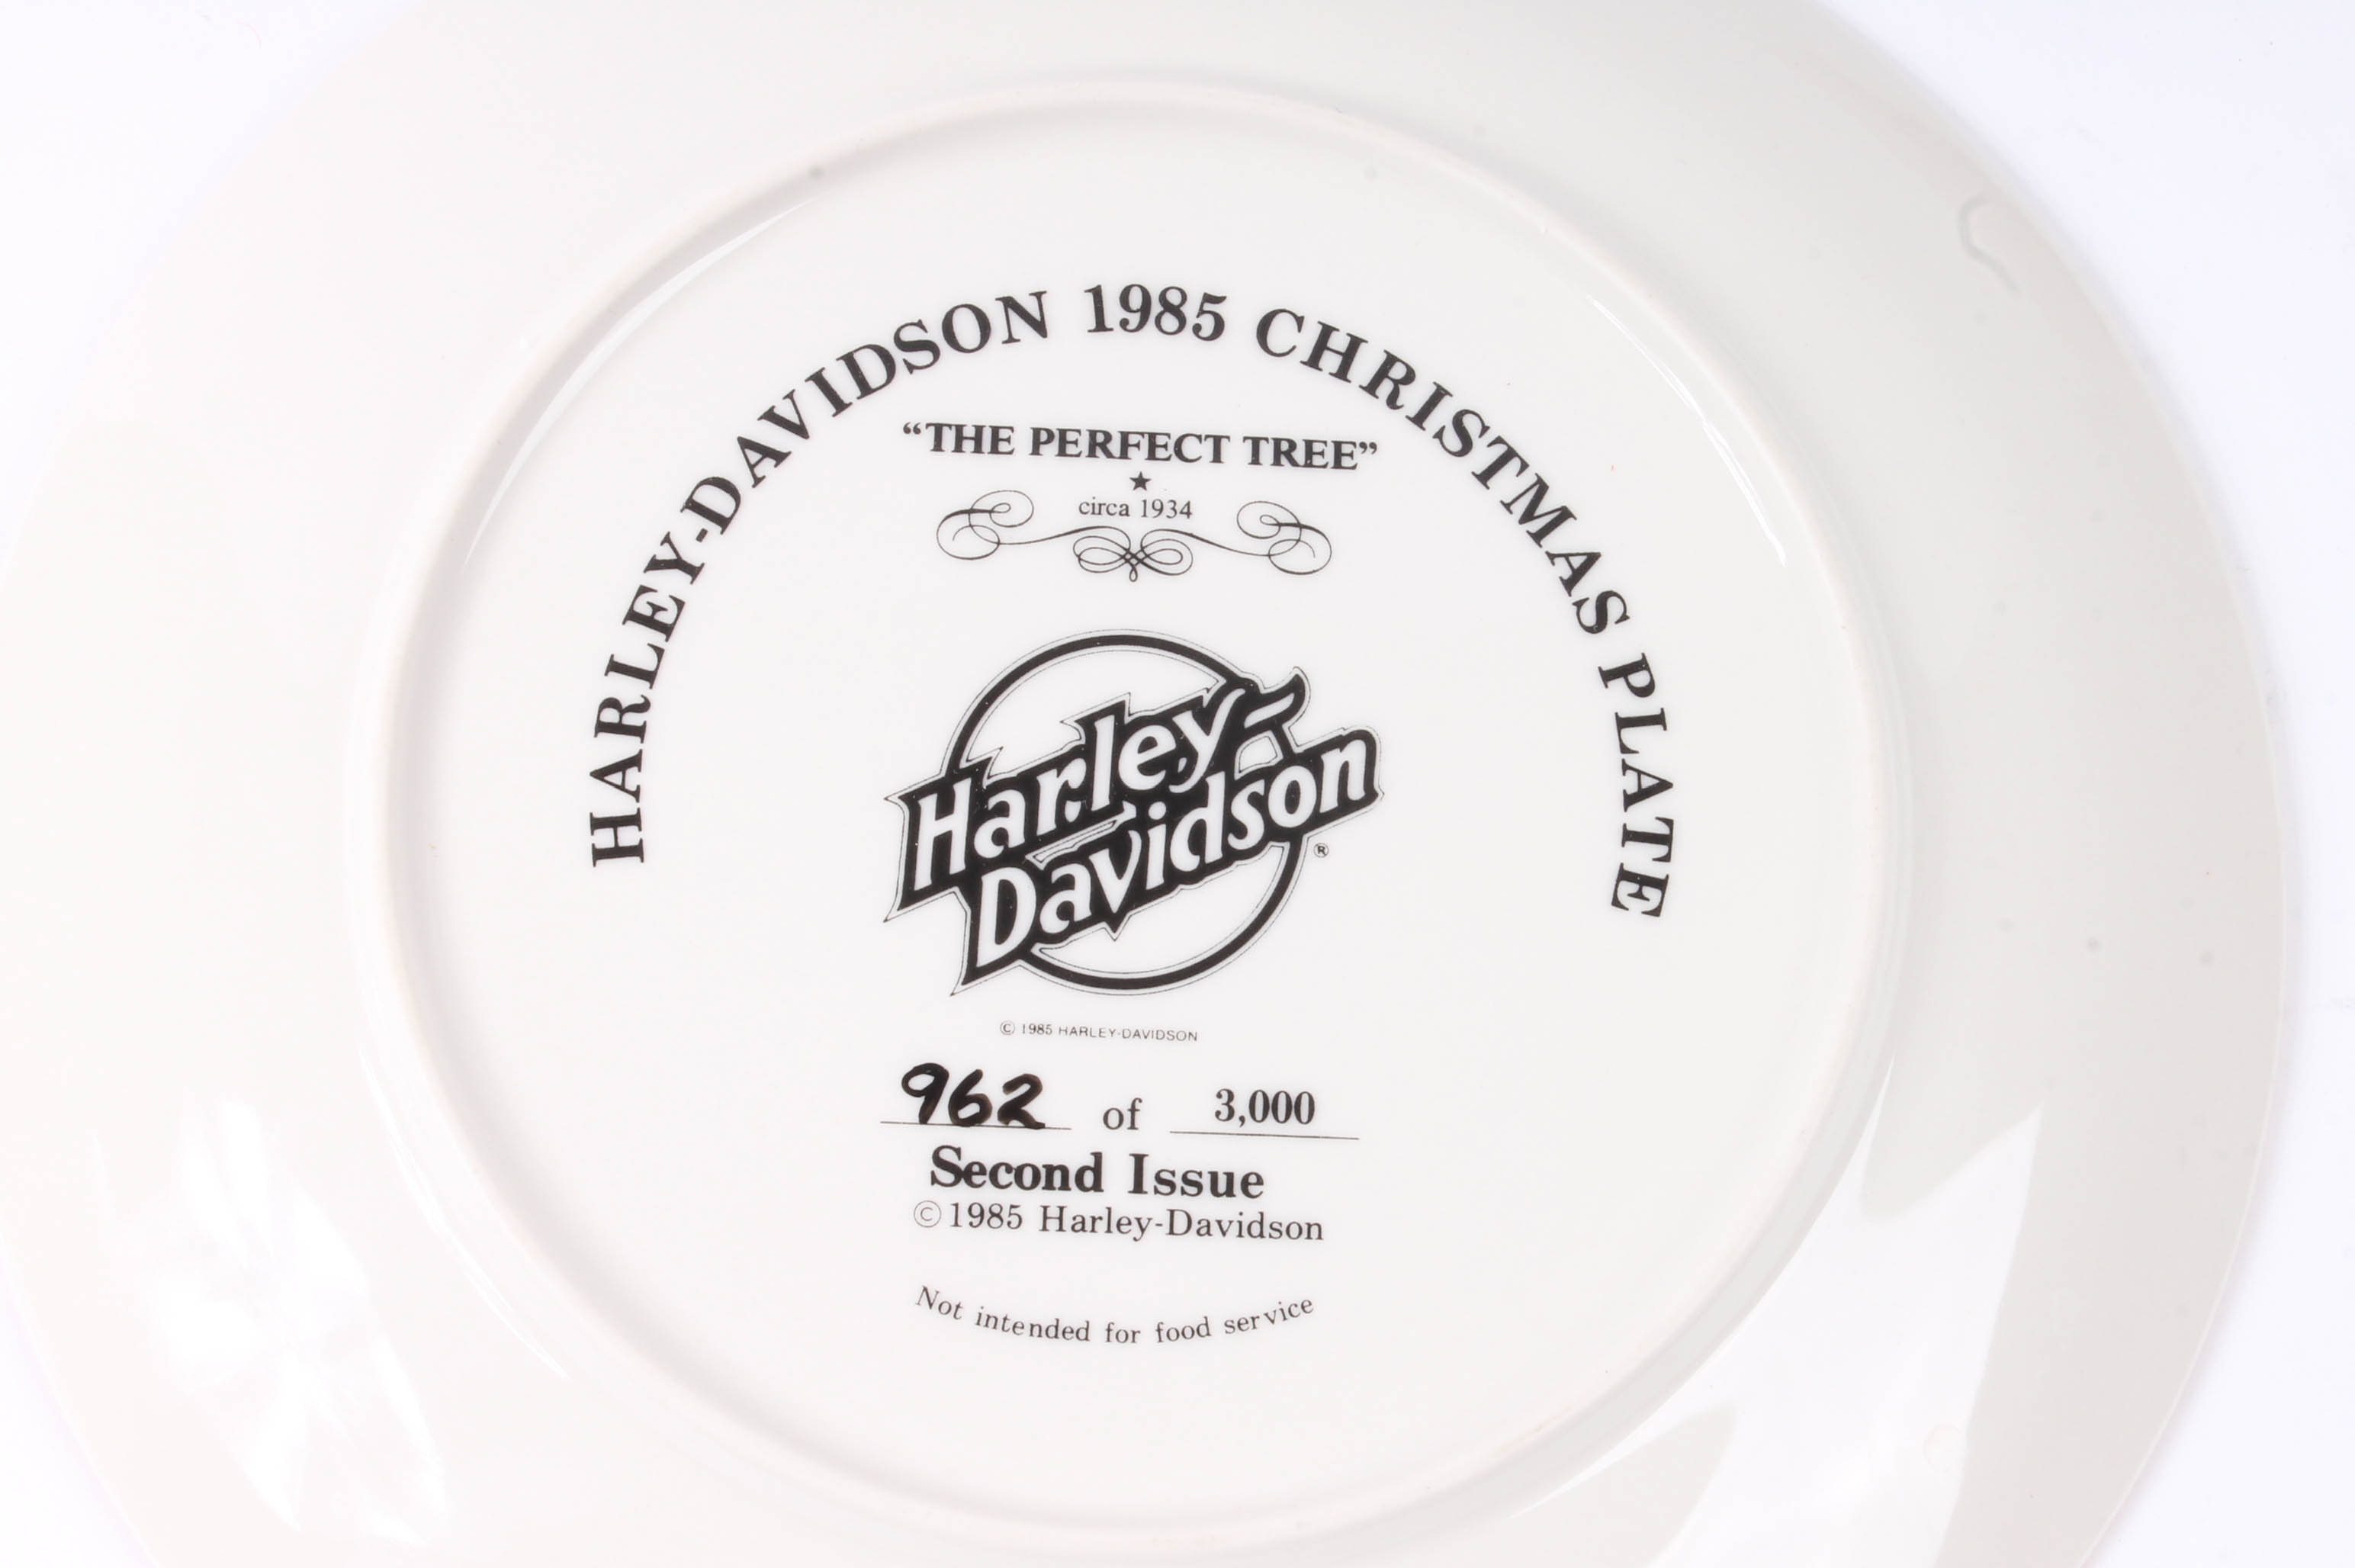 HARLEY-DAVIDSON 1985 CHRISTMAS PLATE
“THE PERFECT TREE”
circa 1934
Harley-
Davidson®
© 1985 HARLEY-DAVIDSON
962 of 3,000
Second Issue
©1985 Harley-Davidson
Not intended for food service